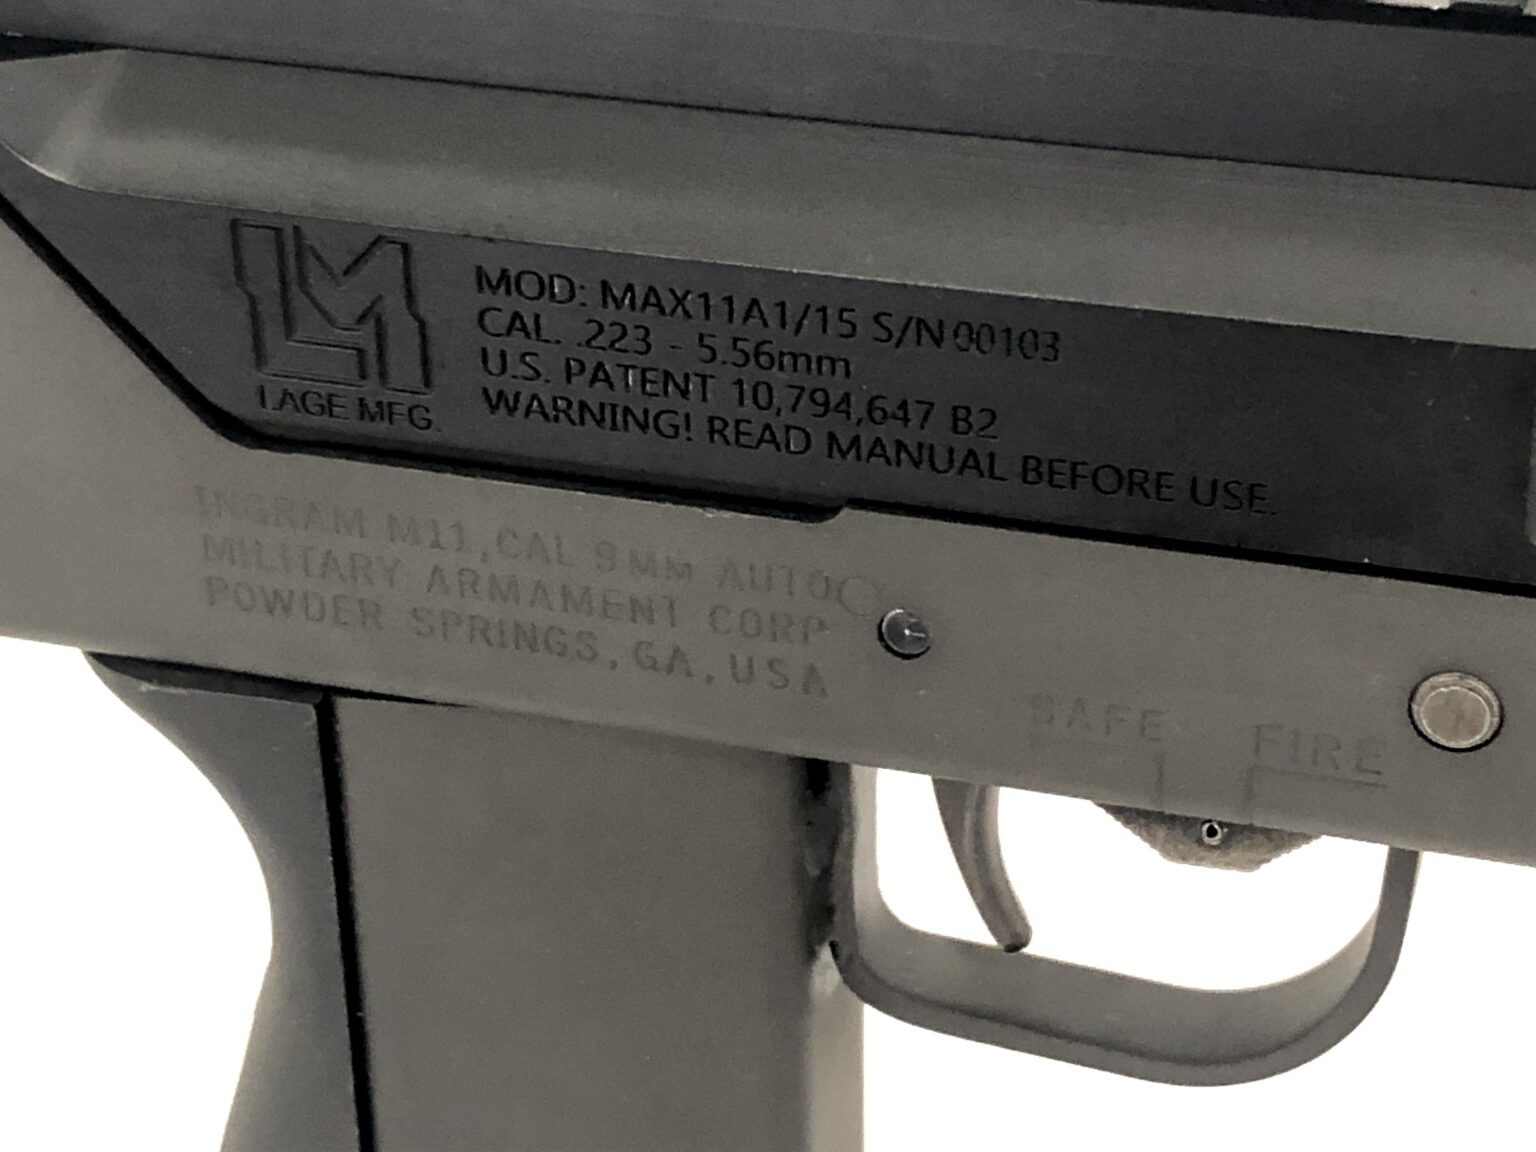 LM
LAGE MFG.
MOD: MAX11A1/15 S/N 00103
CAL. .223 - 5.56mm
U.S. PATENT 10,794,647 B2
WARNING! READ MANUAL BEFORE USE.
INGRAM M11, CAL 9MM AUTO
MILITARY ARMAMENT CORP
POWDER SPRINGS, GA, USA
SAFE FIRE